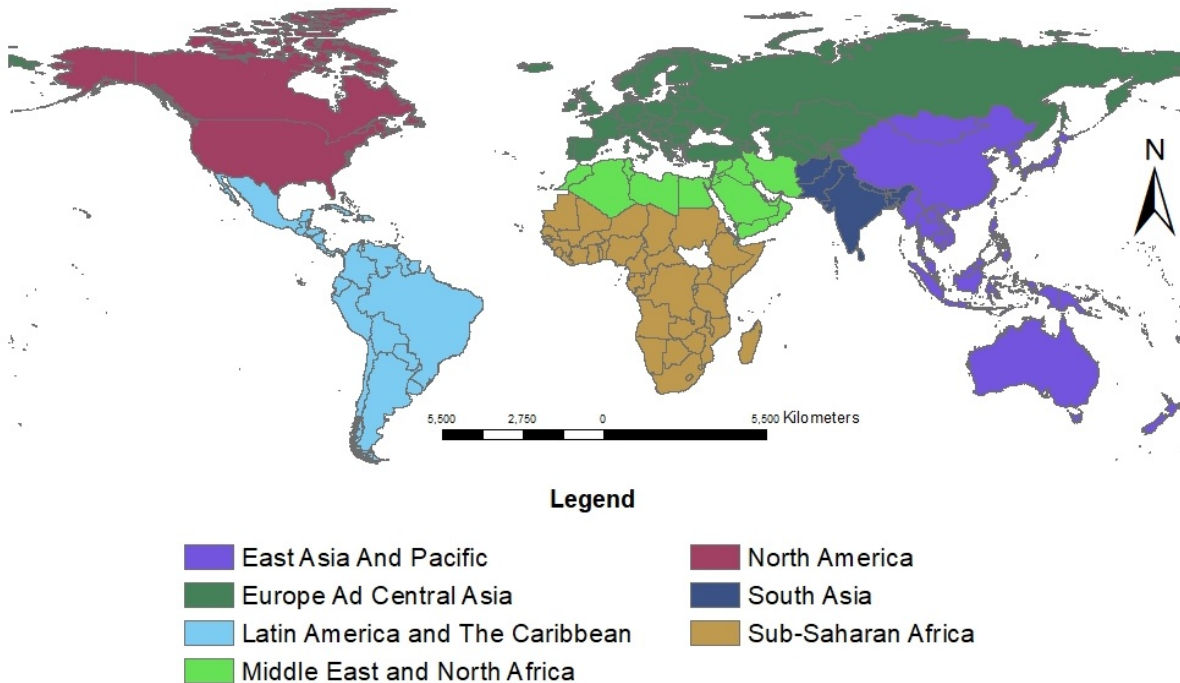 N
5,500 2,750 0 5,500 Kilometers
Legend
East Asia And Pacific
Europe Ad Central Asia
Latin America and The Caribbean
Middle East and North Africa
North America
South Asia
Sub-Saharan Africa